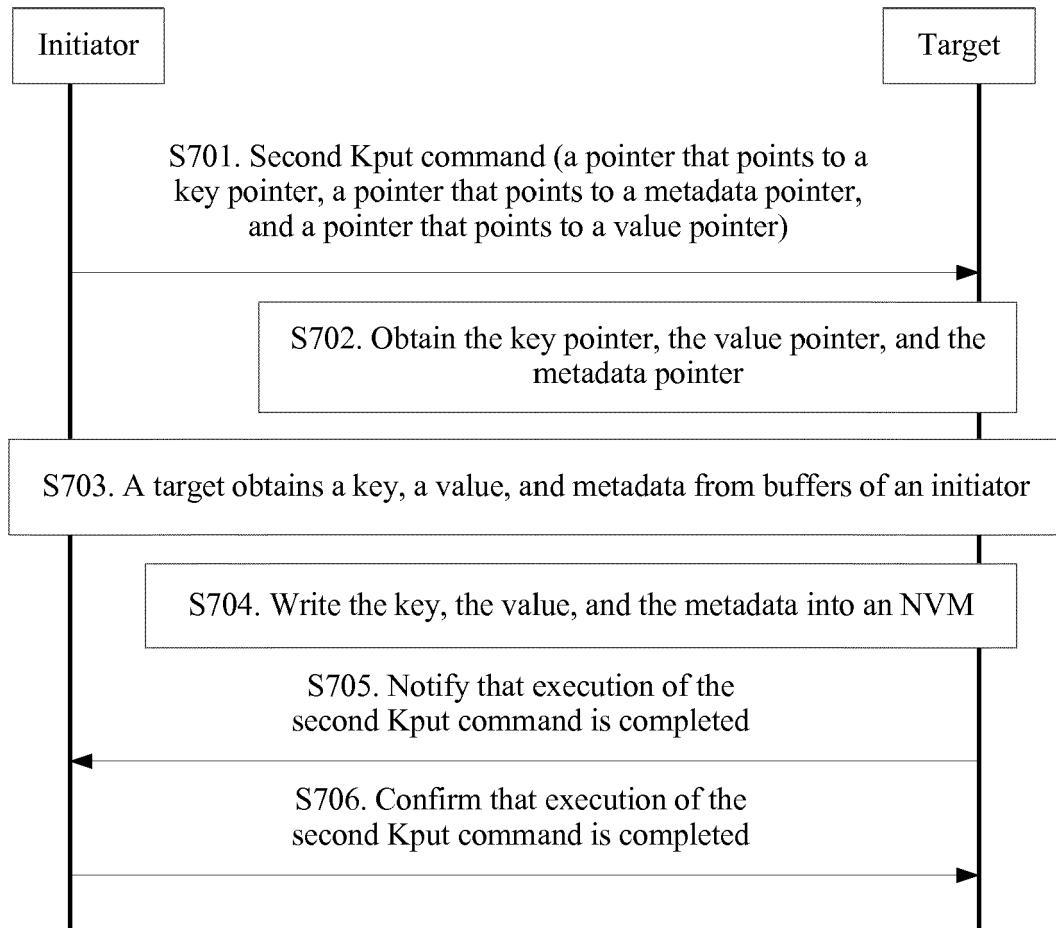 Initiator
Target
S701. Second Kput command (a pointer that points to a
key pointer, a pointer that points to a metadata pointer,
and a pointer that points to a value pointer)
S702. Obtain the key pointer, the value pointer, and the
metadata pointer
S703. A target obtains a key, a value, and metadata from buffers of an initiator
S704. Write the key, the value, and the metadata into an NVM
S705. Notify that execution of the
second Kput command is completed
S706. Confirm that execution of the
second Kput command is completed